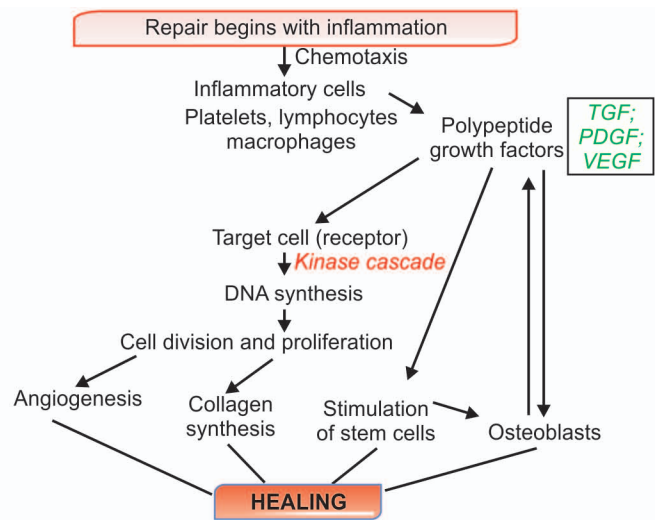 Repair begins with inflammation
Chemotaxis
Inflammatory cells
Platelets, lymphocytes
macrophages
Polypeptide
growth factors
TGF;
PDGF;
VEGF
Target cell (receptor)
Kinase cascade
DNA synthesis
Cell division and proliferation
Angiogenesis
Collagen
synthesis
Stimulation
of stem cells
Osteoblasts
HEALING